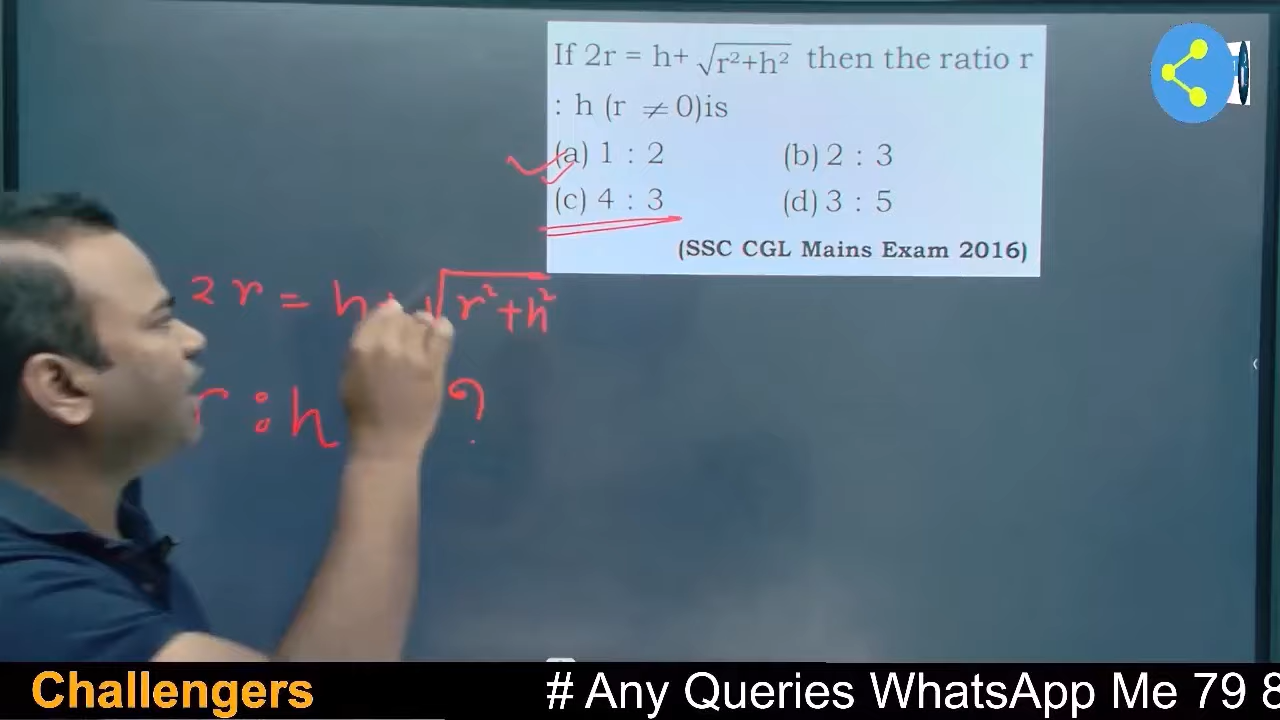 If 2r = h+ √r²+h² then the ratio r
: h (r ≠ 0)is
(a) 1 : 2 (b) 2 : 3
(c) 4 : 3 (d) 3 : 5
(SSC CGL Mains Exam 2016)
2r = h + √r²+h²
r : h ?
Challengers # Any Queries WhatsApp Me 79 8